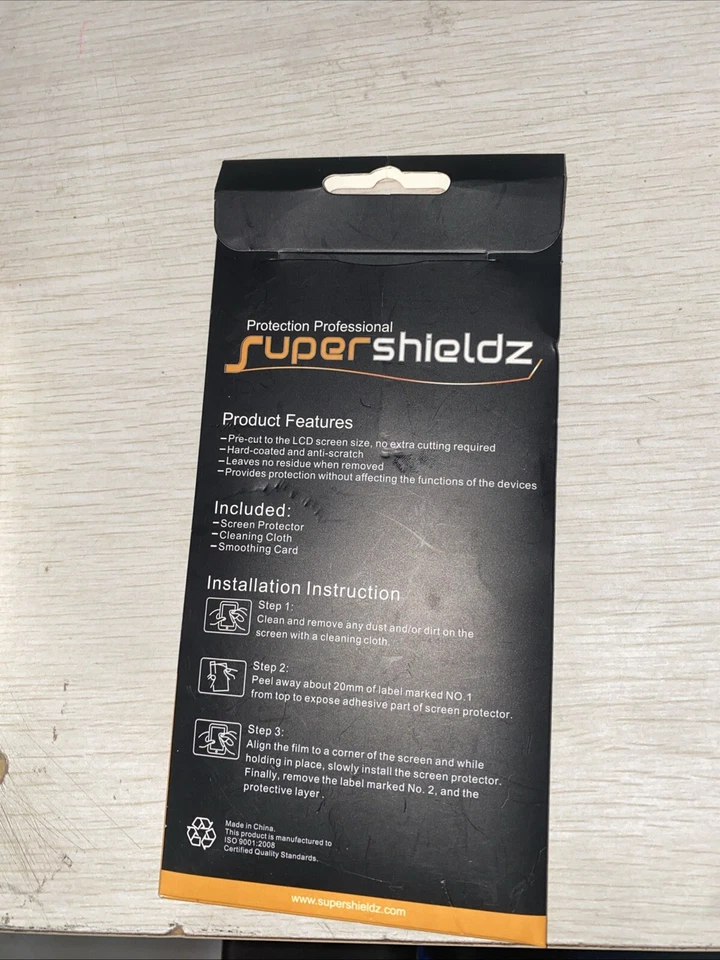 Protection Professional
supershieldz
Product Features
–Pre-cut to the LCD screen size, no extra cutting required
–Hard-coated and anti-scratch
–Leaves no residue when removed
–Provides protection without affecting the functions of the devices
Included:
–Screen Protector
–Cleaning Cloth
–Smoothing Card
Installation Instruction
Step 1:
Clean and remove any dust and/or dirt on the
screen with a cleaning cloth.
Step 2:
Peel away about 20mm of label marked NO.1
from top to expose adhesive part of screen protector.
Step 3:
Align the film to a corner of the screen and while
holding in place, slowly install the screen protector.
Finally, remove the label marked No. 2, and the
protective layer.
Made in China.
This product is manufactured to
ISO 9001:2008
Certified Quality Standards.
www.supershieldz.com